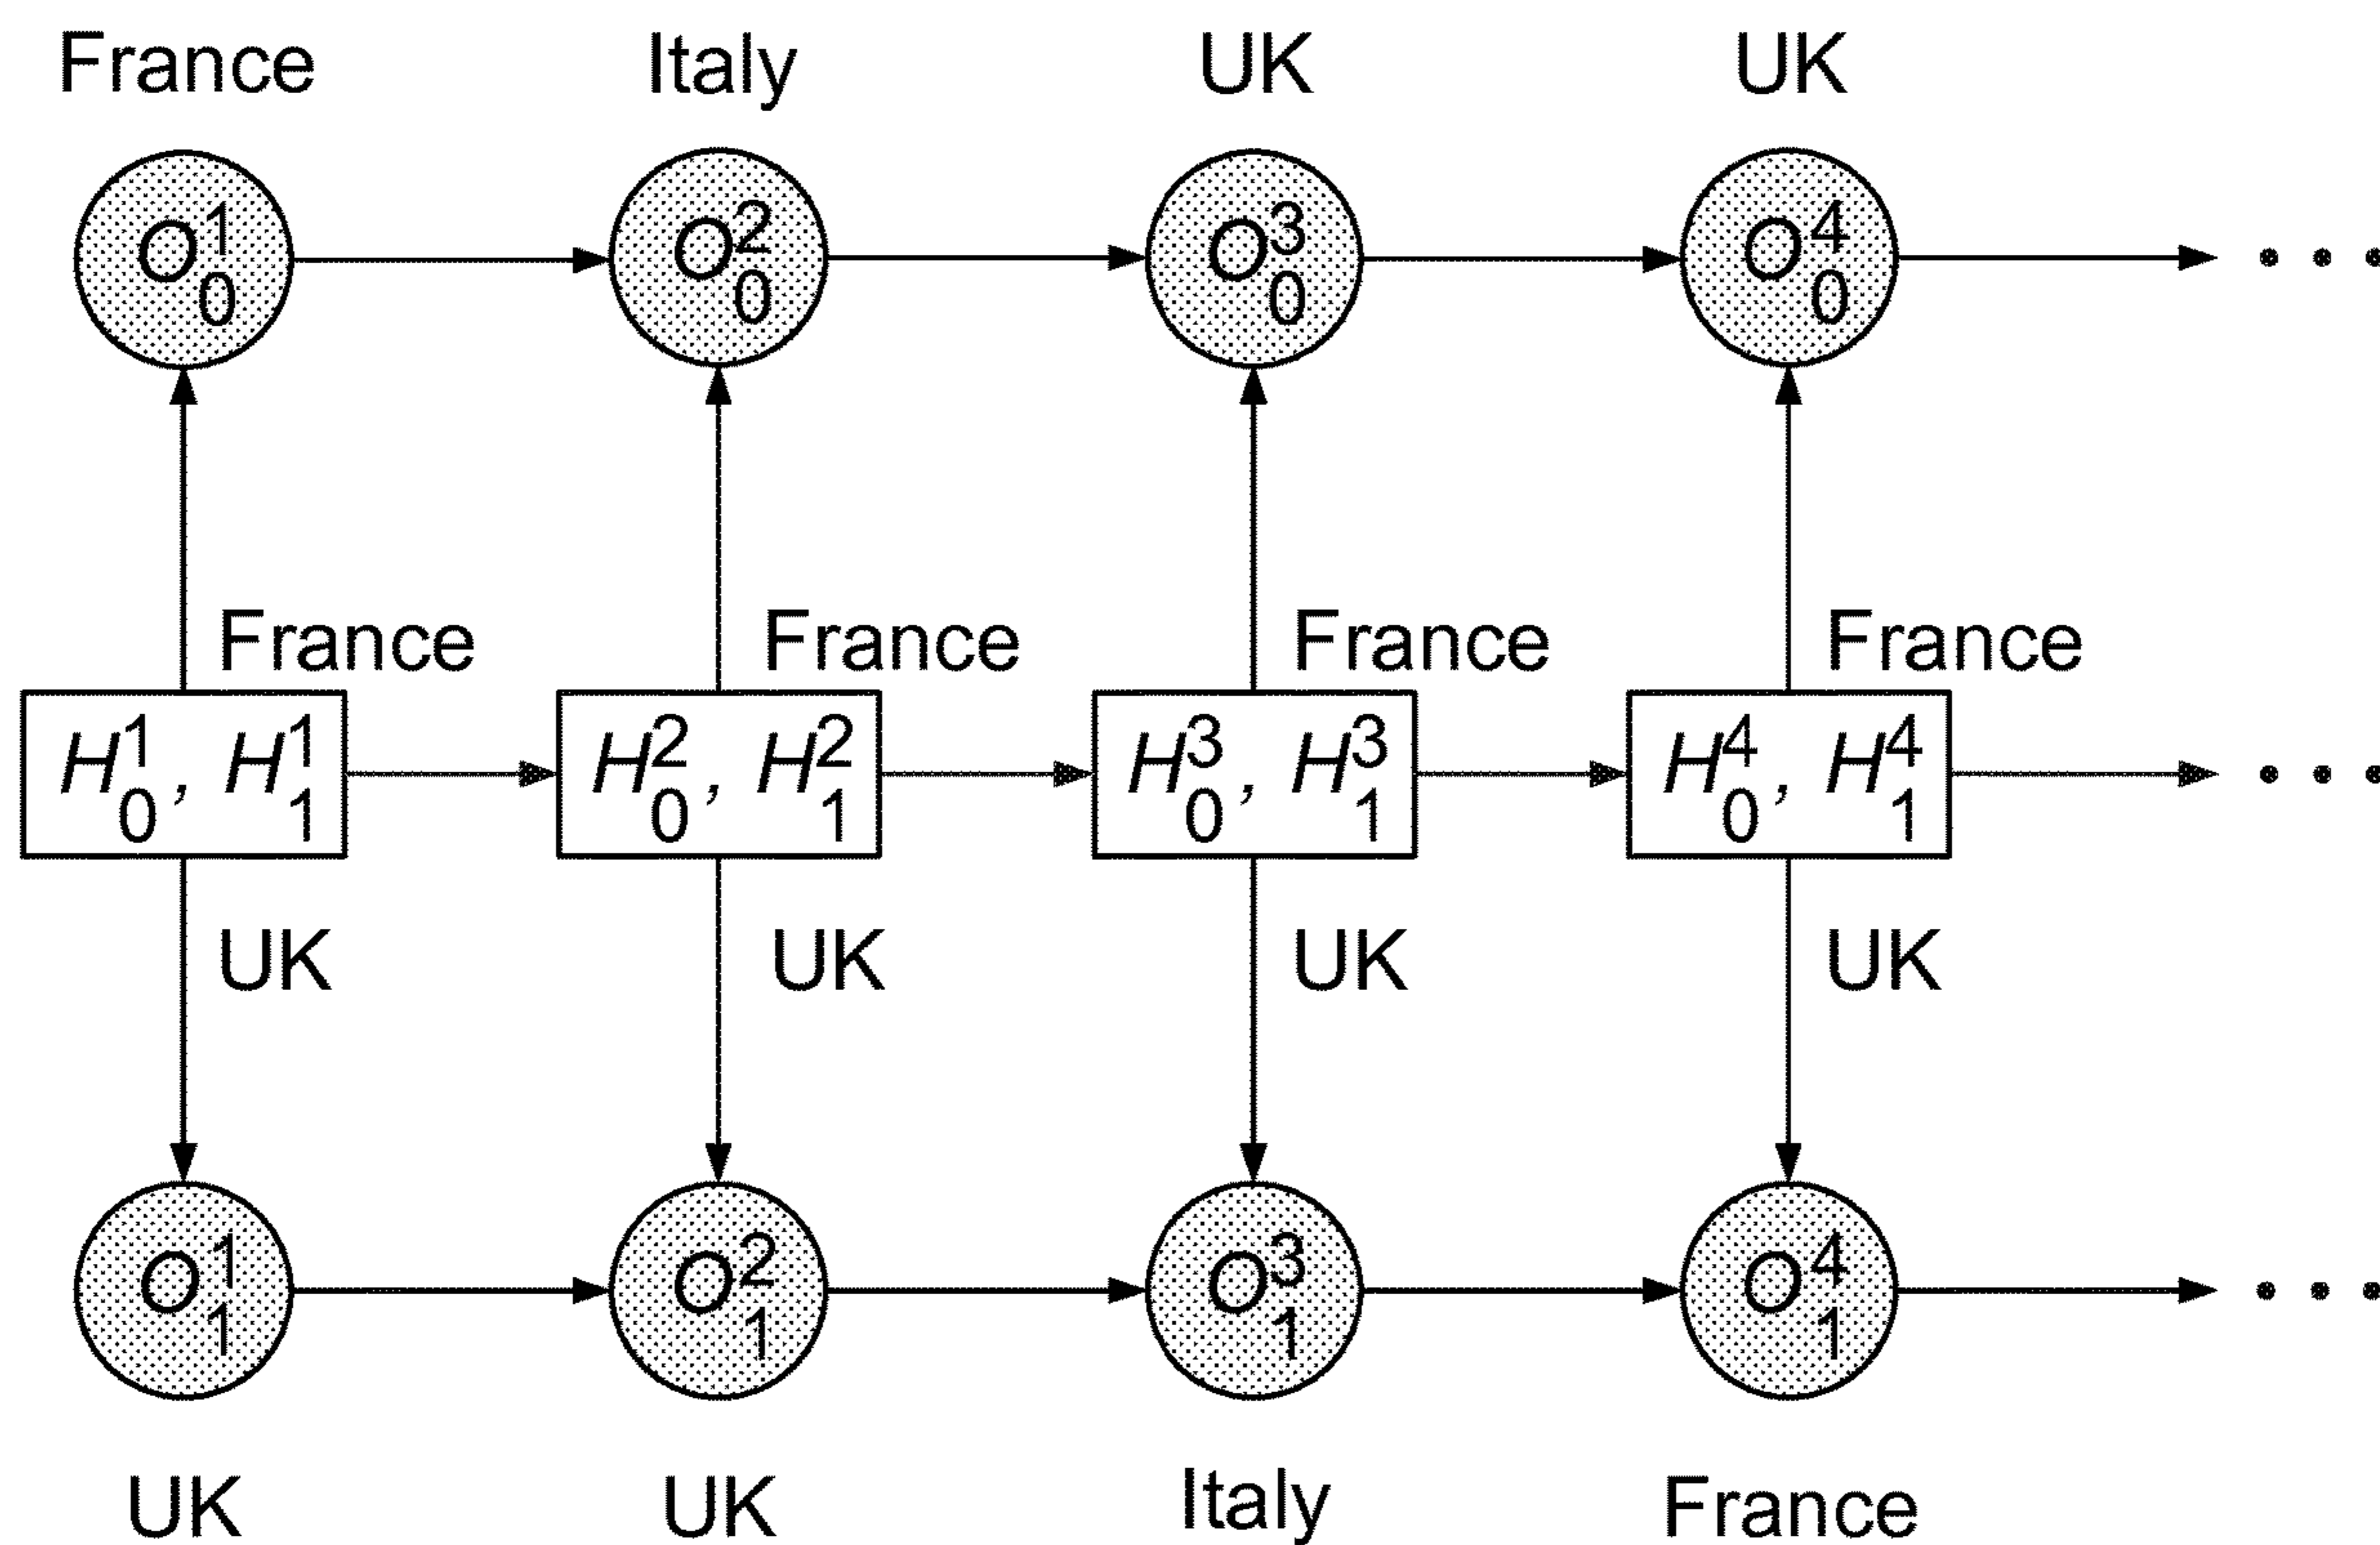 France Italy UK UK
O₀¹ O₀² O₀³ O₀⁴ . . .
France France France France
H₀¹, H₁¹ H₀², H₁² H₀³, H₁³ H₀⁴, H₁⁴ . . .
UK UK UK UK
O₁¹ O₁² O₁³ O₁⁴ . . .
UK UK Italy France